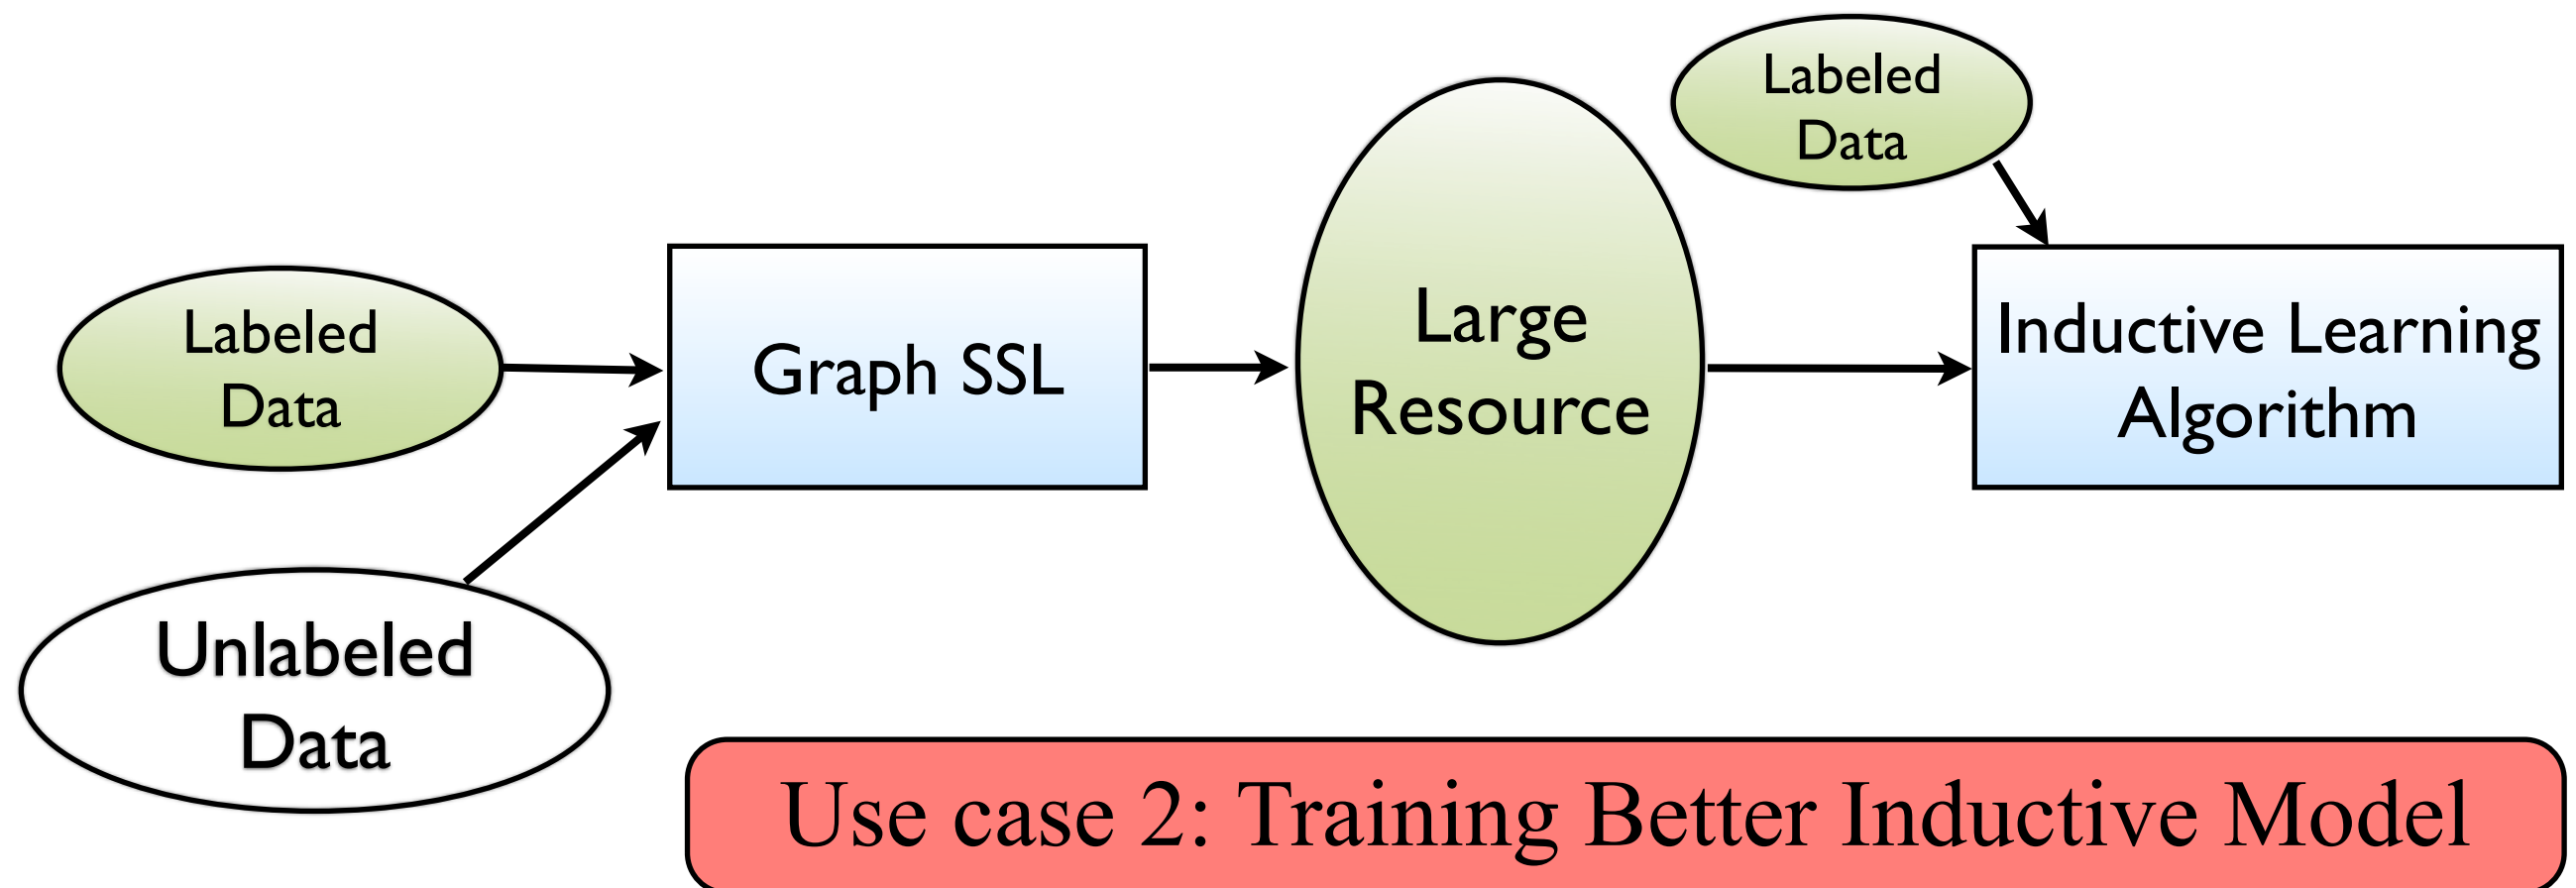 Labeled
Data
Unlabeled
Data
Graph SSL
Large
Resource
Labeled
Data
Inductive Learning
Algorithm
Use case 2: Training Better Inductive Model